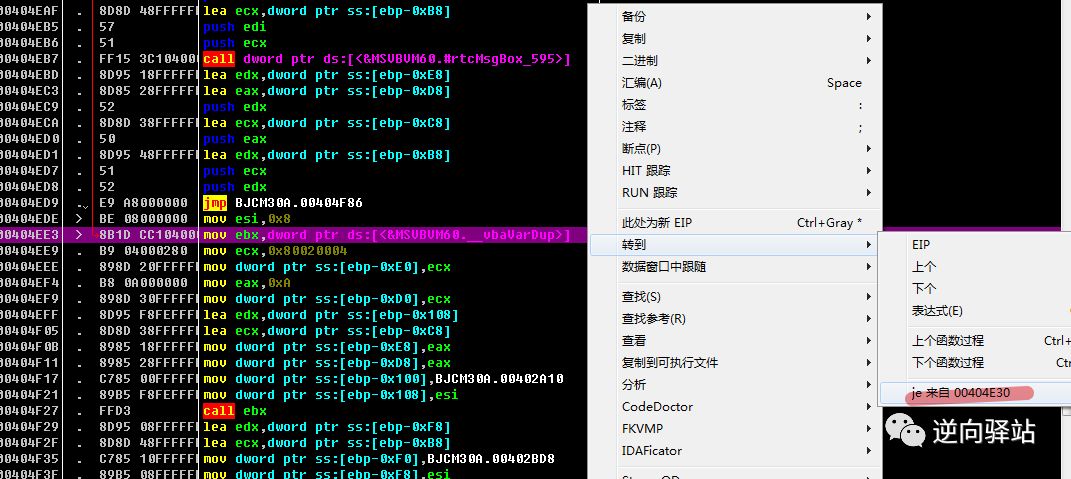 00404EAF . 8D8D 48FFFFFF lea ecx,dword ptr ss:[ebp-0xB8]
00404EB5 . 57 push edi
00404EB6 . 51 push ecx
00404EB7 . FF15 3C104000 call dword ptr ds:[<&MSVBVM60.#rtcMsgBox_595>]
00404EBD . 8D95 18FFFFFF lea edx,dword ptr ss:[ebp-0xE8]
00404EC3 . 8D85 28FFFFFF lea eax,dword ptr ss:[ebp-0xD8]
00404EC9 . 52 push edx
00404ECA . 8D8D 38FFFFFF lea ecx,dword ptr ss:[ebp-0xC8]
00404ED0 . 50 push eax
00404ED1 . 8D95 48FFFFFF lea edx,dword ptr ss:[ebp-0xB8]
00404ED7 . 51 push ecx
00404ED8 . 52 push edx
00404ED9 . E9 A8000000 jmp BJCM30A.00404F86
00404EDE > BE 08000000 mov esi,0x8
00404EE3 > 8B1D CC104000 mov ebx,dword ptr ds:[<&MSVBVM60.__vbaVarDup>]
00404EE9 . B9 04000280 mov ecx,0x80020004
00404EEE . 898D 20FFFFFF mov dword ptr ss:[ebp-0xE0],ecx
00404EF4 . B8 0A000000 mov eax,0xA
00404EF9 . 898D 30FFFFFF mov dword ptr ss:[ebp-0xD0],ecx
00404EFF . 8D95 F8FEFFFF lea edx,dword ptr ss:[ebp-0x108]
00404F05 . 8D8D 38FFFFFF lea ecx,dword ptr ss:[ebp-0xC8]
00404F0B . 8985 18FFFFFF mov dword ptr ss:[ebp-0xE8],eax
00404F11 . 8985 28FFFFFF mov dword ptr ss:[ebp-0xD8],eax
00404F17 . C785 00FFFFFF mov dword ptr ss:[ebp-0x100],BJCM30A.00402A10
00404F21 . 89B5 F8FEFFFF mov dword ptr ss:[ebp-0x108],esi
00404F27 . FFD3 call ebx
00404F29 . 8D95 08FFFFFF lea edx,dword ptr ss:[ebp-0xF8]
00404F2F . 8D8D 48FFFFFF lea ecx,dword ptr ss:[ebp-0xB8]
00404F35 . C785 10FFFFFF mov dword ptr ss:[ebp-0xF0],BJCM30A.00402BD8
00404F3F . 89B5 08FFFFFF mov dword ptr ss:[ebp-0xF8],esi
备份
复制
二进制
汇编(A) Space
标签 :
注释 ;
断点(P)
HIT 跟踪
RUN 跟踪
此处为新 EIP Ctrl+Gray *
转到
数据窗口中跟随
查找(S)
查找参考(R)
查看
复制到可执行文件
分析
CodeDoctor
FKVMP
IDAFicator
EIP
上个
下个
表达式(E)
上个函数过程 Ctrl+
下个函数过程
je 来自 00404E30
逆向驿站